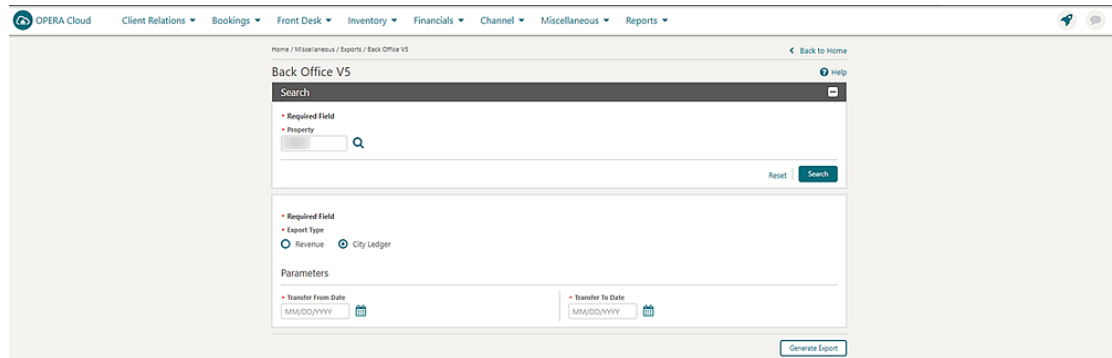 OPERA Cloud Client Relations Bookings Front Desk Inventory Financials Channel Miscellaneous Reports
Home / Miscellaneous / Exports / Back Office V5 Back to Home
Back Office V5 Help
Search
* Required Field
* Property
Reset Search
* Required Field
* Export Type
Revenue City Ledger
Parameters
* Transfer From Date * Transfer To Date
MM/DD/YYYY MM/DD/YYYY
Generate Export